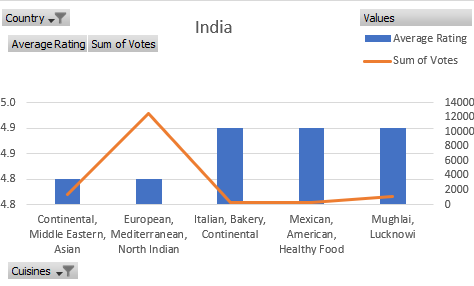 Country
Values
India
Average Rating
Sum of Votes
Average Rating
Sum of Votes
5.0
4.9
4.9
4.8
4.8
14000
12000
10000
8000
6000
4000
2000
0
Continental,
Middle Eastern,
Asian
European,
Mediterranean,
North Indian
Italian, Bakery,
Continental
Mexican,
American,
Healthy Food
Mughlai,
Lucknowi
Cuisines